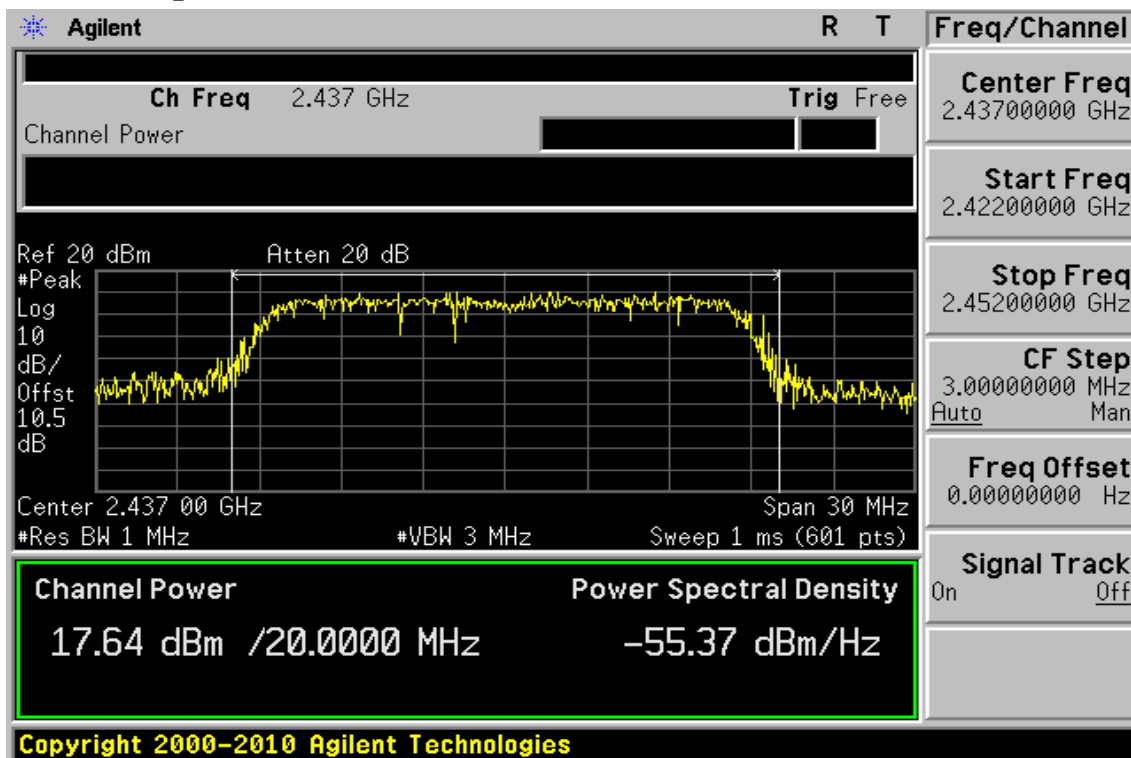 Agilent R T
Ch Freq 2.437 GHz Trig Free
Channel Power
Ref 20 dBm Atten 20 dB
#Peak
Log
10
dB/
Offst
10.5
dB
Center 2.437 00 GHz Span 30 MHz
#Res BW 1 MHz #VBW 3 MHz Sweep 1 ms (601 pts)
Channel Power Power Spectral Density
17.64 dBm /20.0000 MHz -55.37 dBm/Hz
Copyright 2000-2010 Agilent Technologies
Freq/Channel
Center Freq
2.43700000 GHz
Start Freq
2.42200000 GHz
Stop Freq
2.45200000 GHz
CF Step
3.00000000 MHz
Auto Man
Freq Offset
0.00000000 Hz
Signal Track
On Off